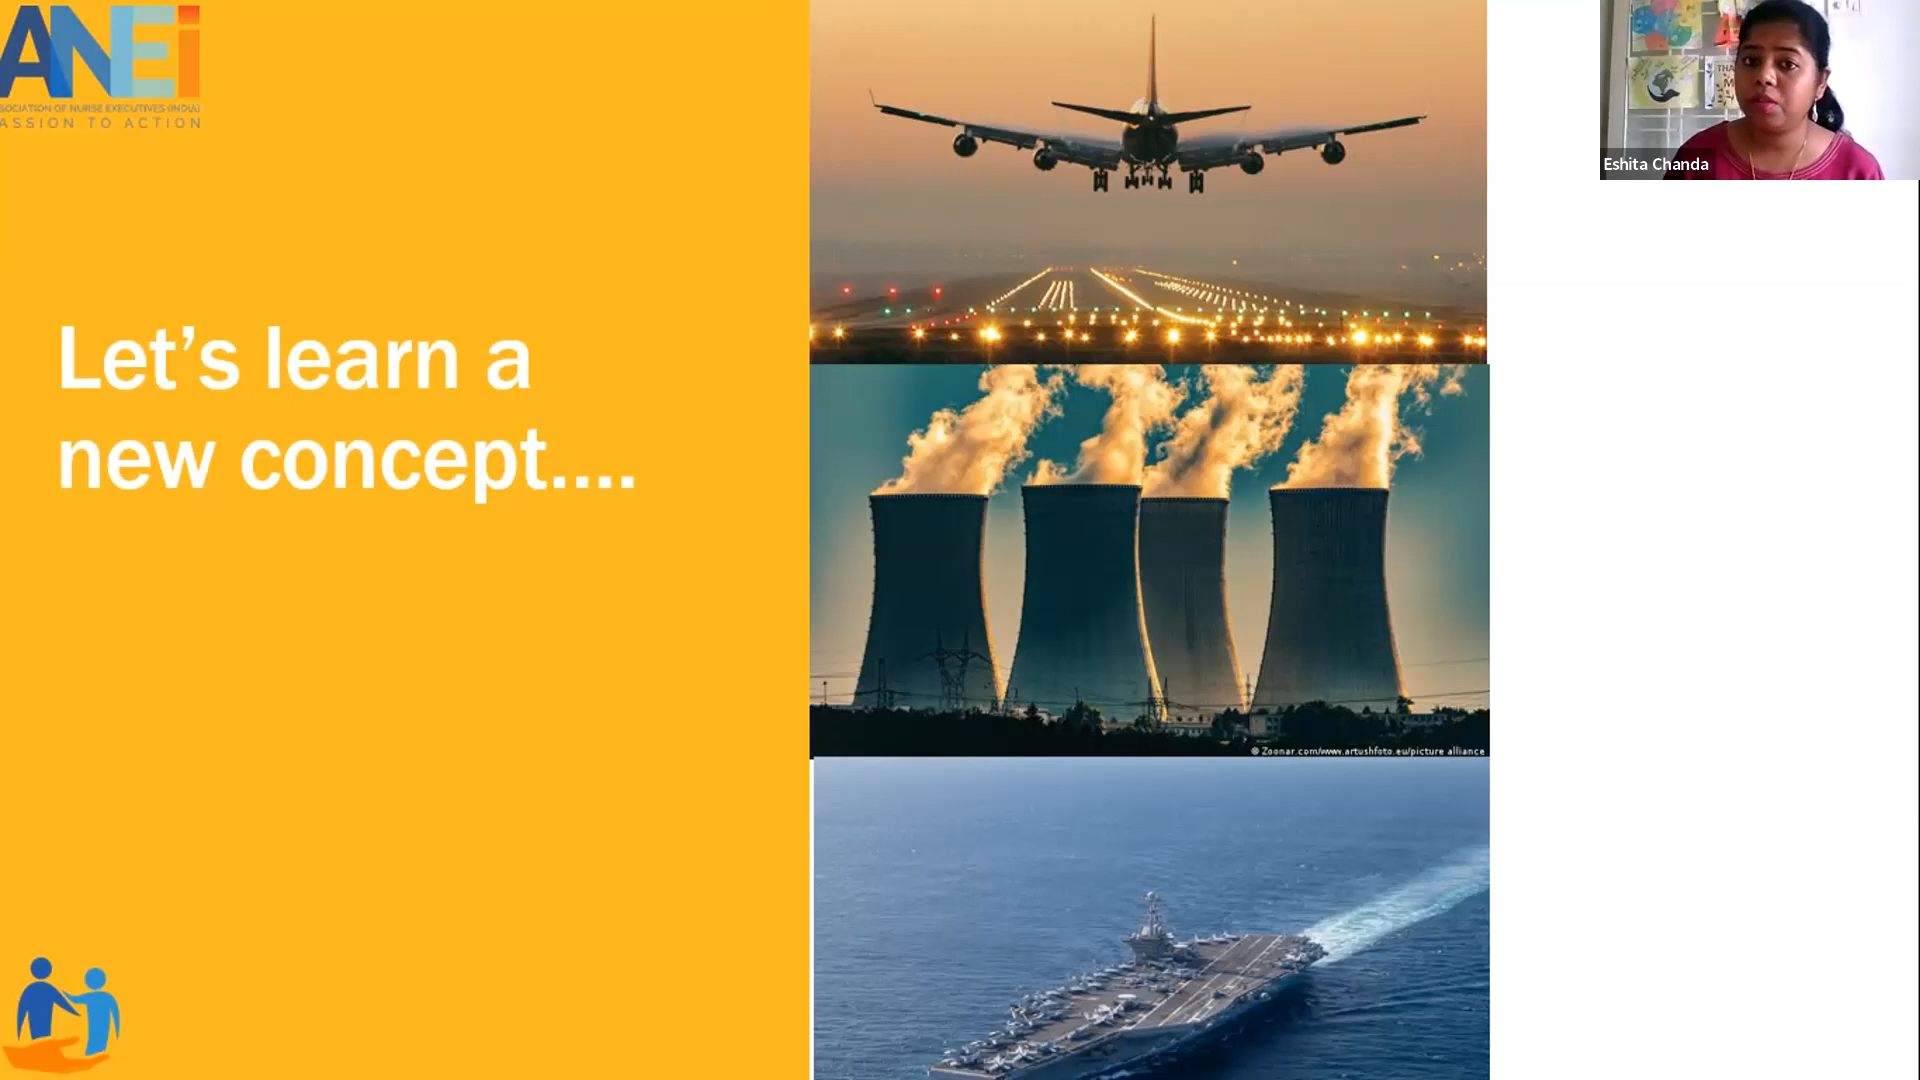 ANEi
SOCIATION OF NURSE EXECUTIVES (INDIA)
ASSION TO ACTION
Let's learn a
new concept....
Eshita Chanda
THA
M
© Zoonar.com/www.artushfoto.eu/picture alliance